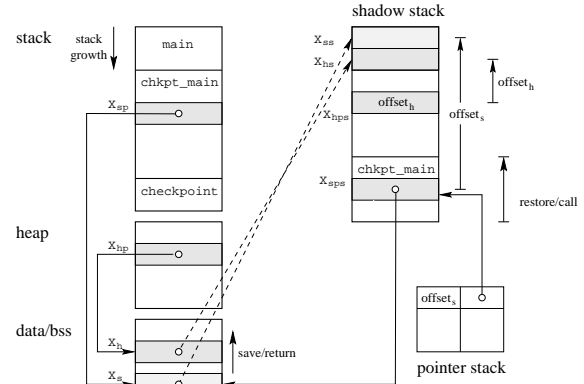 shadow stack
stack
stack
growth
main
chkpt_main
Xsp
checkpoint
heap
Xhp
data/bss
Xh
Xs
save/return
Xss
Xhs
offseth
Xhps
offseth
offsets
chkpt_main
Xsps
restore/call
offsets
pointer stack